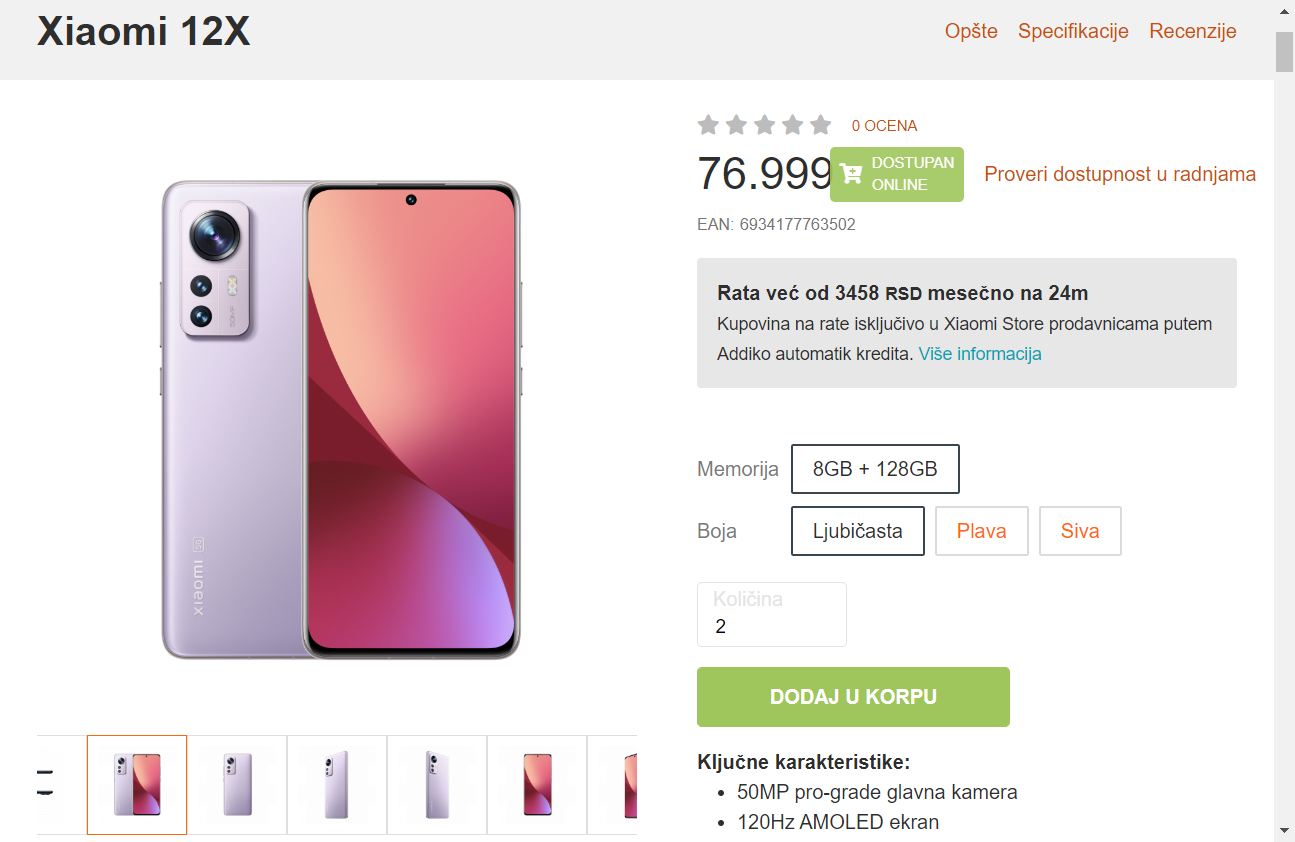 Xiaomi 12X
Opšte Specifikacije Recenzije
0 OCENA
76.999
DOSTUPAN
ONLINE
Proveri dostupnost u radnjama
EAN: 6934177763502
Rata već od 3458 RSD mesečno na 24m
Kupovina na rate isključivo u Xiaomi Store prodavnicama putem
Addiko automatik kredita. Više informacija
Memorija 8GB + 128GB
Boja Ljubičasta Plava Siva
Količina
2
DODAJ U KORPU
Ključne karakteristike:
• 50MP pro-grade glavna kamera
• 120Hz AMOLED ekran
50MP
xiaomi 5G